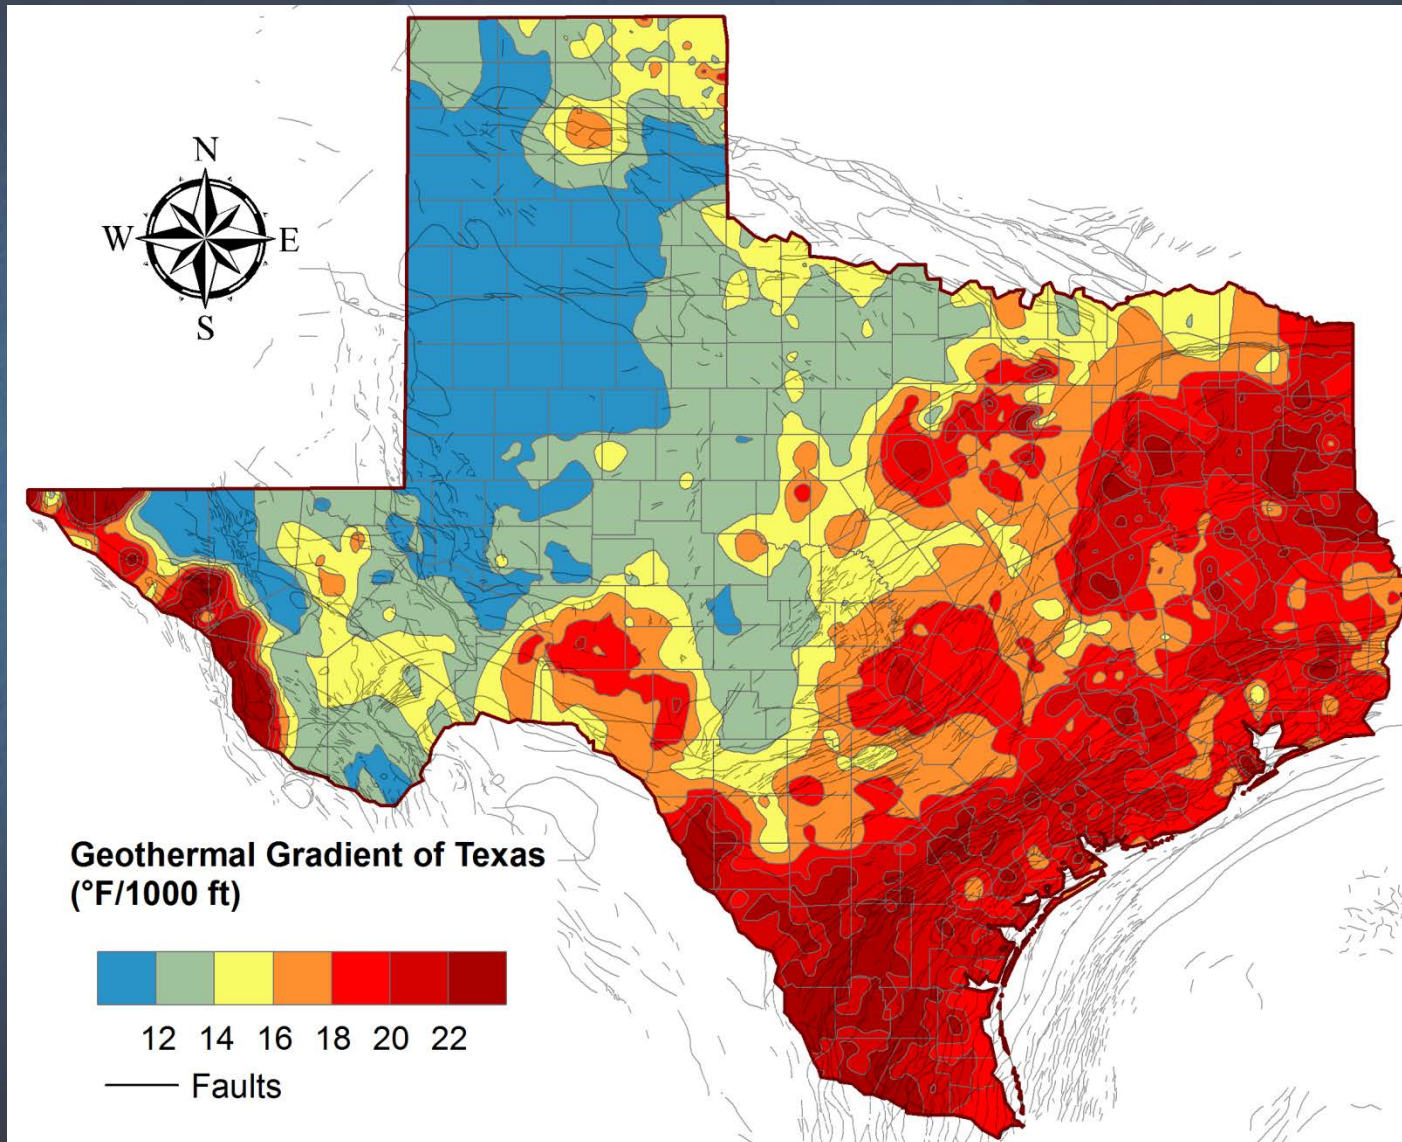 N
W E
S
Geothermal Gradient of Texas
(°F/1000 ft)
12 14 16 18 20 22
Faults